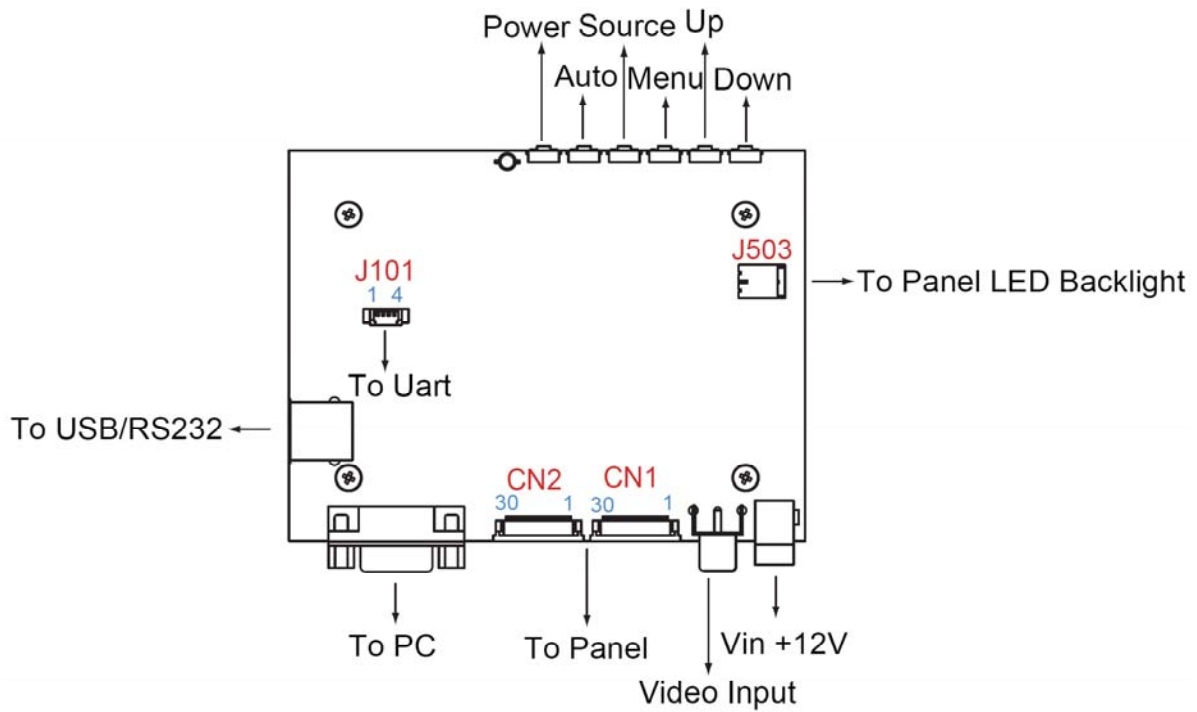 Power Source Up
Auto Menu Down
J503
To Panel LED Backlight
J101
1 4
To Uart
To USB/RS232
CN2 CN1
30 1 30 1
To PC
To Panel
Vin +12V
Video Input